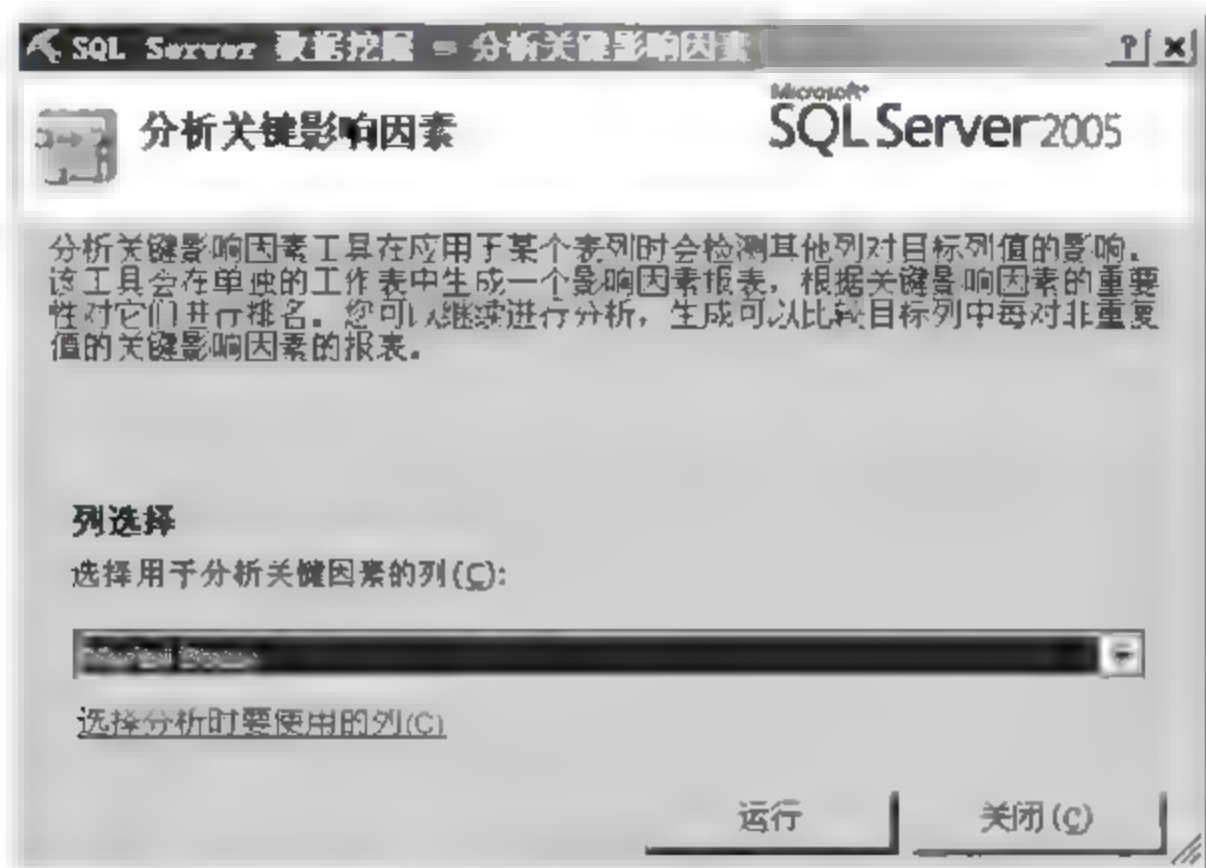 SQL Server 数据挖掘 - 分析关键影响因素
分析关键影响因素
Microsoft
SQL Server 2005
分析关键影响因素工具在应用于某个表列时会检测其他列对目标列值的影响。
该工具会在单独的工作表中生成一个影响因素报表，根据关键影响因素的重要
性对它们进行排名。您可以继续进行分析，生成可以比较目标列中每对非重复
值的关键影响因素的报表。
列选择
选择用于分析关键因素的列(C):
选择分析时要使用的列(C)
运行
关闭(C)